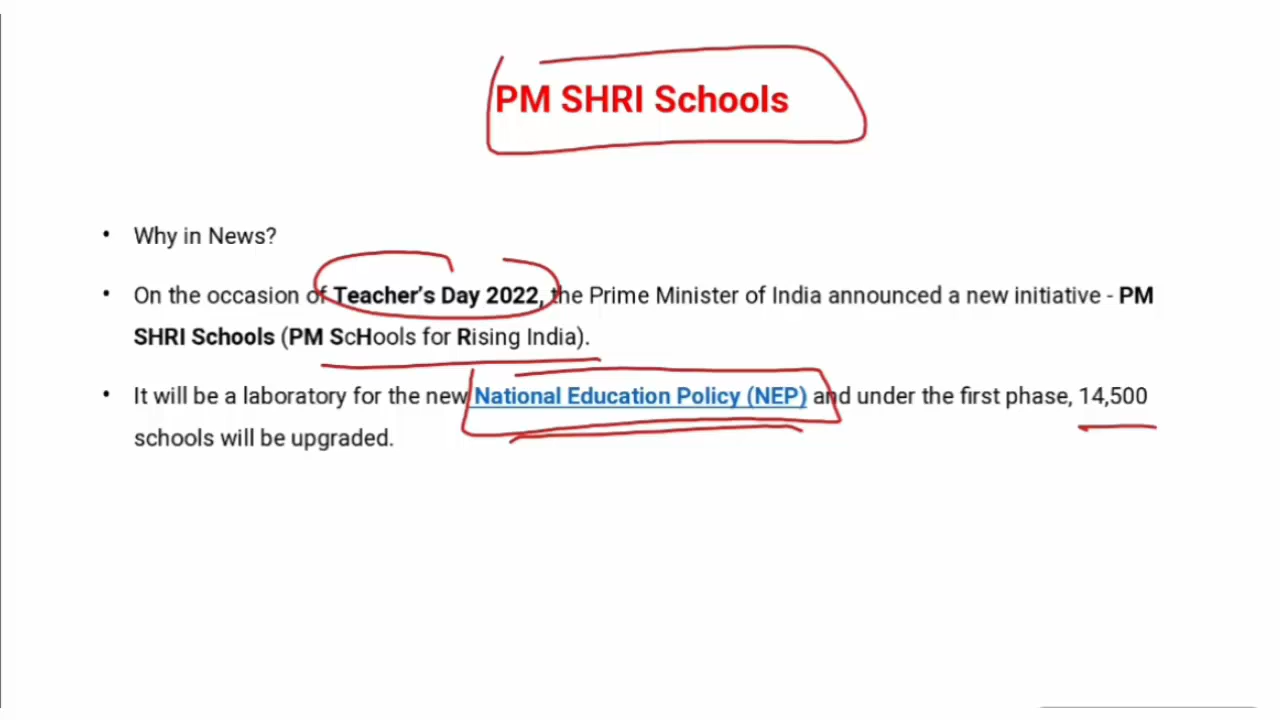 PM SHRI Schools
• Why in News?
• On the occasion of Teacher's Day 2022, the Prime Minister of India announced a new initiative - PM
SHRI Schools (PM ScHools for Rising India).
• It will be a laboratory for the new National Education Policy (NEP) and under the first phase, 14,500
schools will be upgraded.